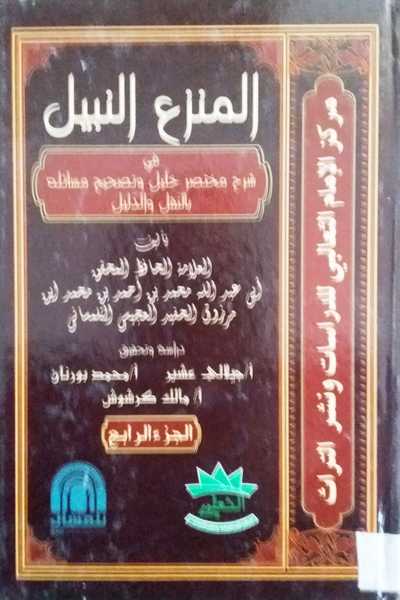 مركز الإمام الثعالبي للدراسات ونشر التراث
المنزع النبيل
في
شرح مختصر خليل وتصحيح مسائله
بالنقل والدليل
تأليف
العلامة الحافظ المحقق
أبي عبد الله محمد بن أحمد بن محمد ابن
مرزوق الحفيد العجيسي التلمساني
دراسة وتحقيق
أ/جيلالي عشير أ/محمد بورنان
أ/مالك كرشوش
الجزء الرابع